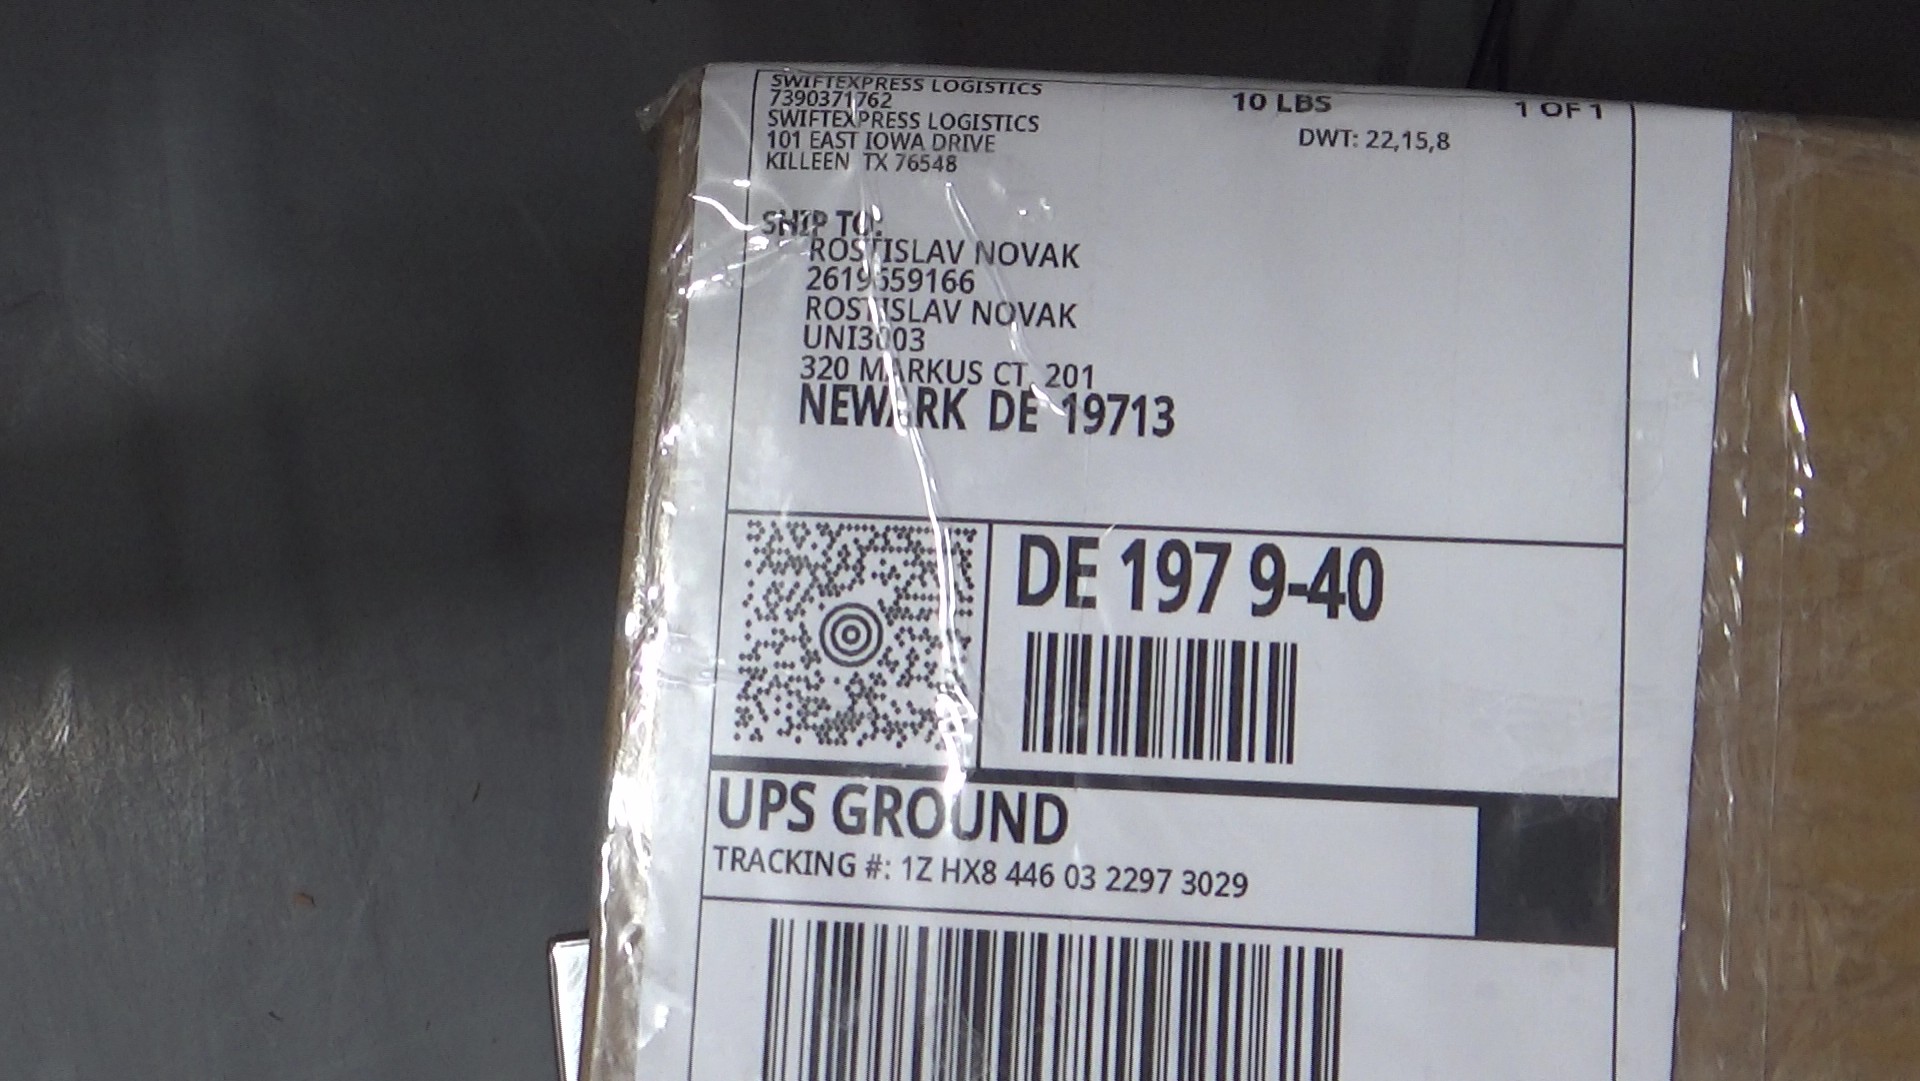 SWIFTEXPRESS LOGISTICS
7390371762
SWIFTEXPRESS LOGISTICS
101 EAST IOWA DRIVE
KILLEEN TX 76548
10 LBS
1 OF 1
DWT: 22,15,8
SHIP TO:
ROSTISLAV NOVAK
2619659166
ROSTISLAV NOVAK
UNI3003
320 MARKUS CT 201
NEWARK DE 19713
DE 197 9-40
UPS GROUND
TRACKING #: 1Z HX8 446 03 2297 3029